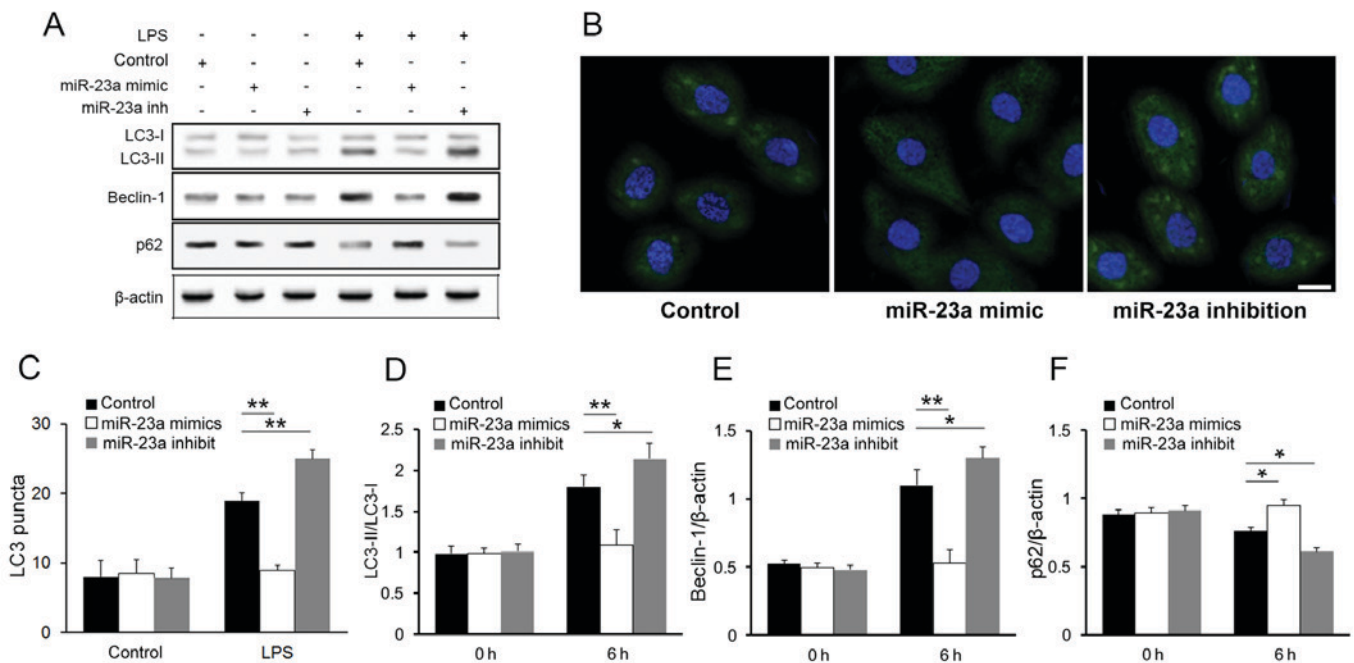 A
LPS - - - + + +
Control + - - + - -
miR-23a mimic - + - - + -
miR-23a inh - - + - - +
LC3-I
LC3-II
Beclin-1
p62
β-actin
B
Control miR-23a mimic miR-23a inhibition
C
Control
miR-23a mimics
miR-23a inhibit
**
**
LC3 puncta
30
20
10
0
Control LPS
D
Control
miR-23a mimics
miR-23a inhibit
**
*
LC3-II/LC3-I
2.5
2
1.5
1
0.5
0
0 h 6 h
E
Control
miR-23a mimics
miR-23a inhibit
**
*
Beclin-1/β-actin
1.5
1
0.5
0
0 h 6 h
F
Control
miR-23a mimics
miR-23a inhibit
*
*
p62/β-actin
1.5
1
0.5
0
0 h 6 h